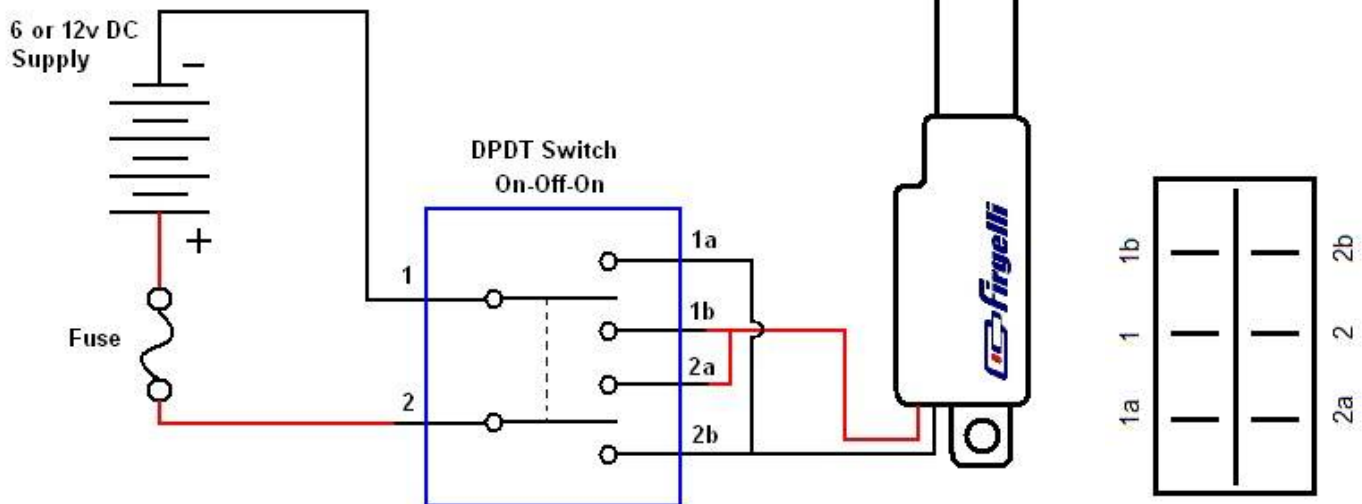 6 or 12v DC
Supply
−
+
Fuse
DPDT Switch
On-Off-On
1
2
1a
1b
2a
2b
firgelli
1b
1
1a
2b
2
2a